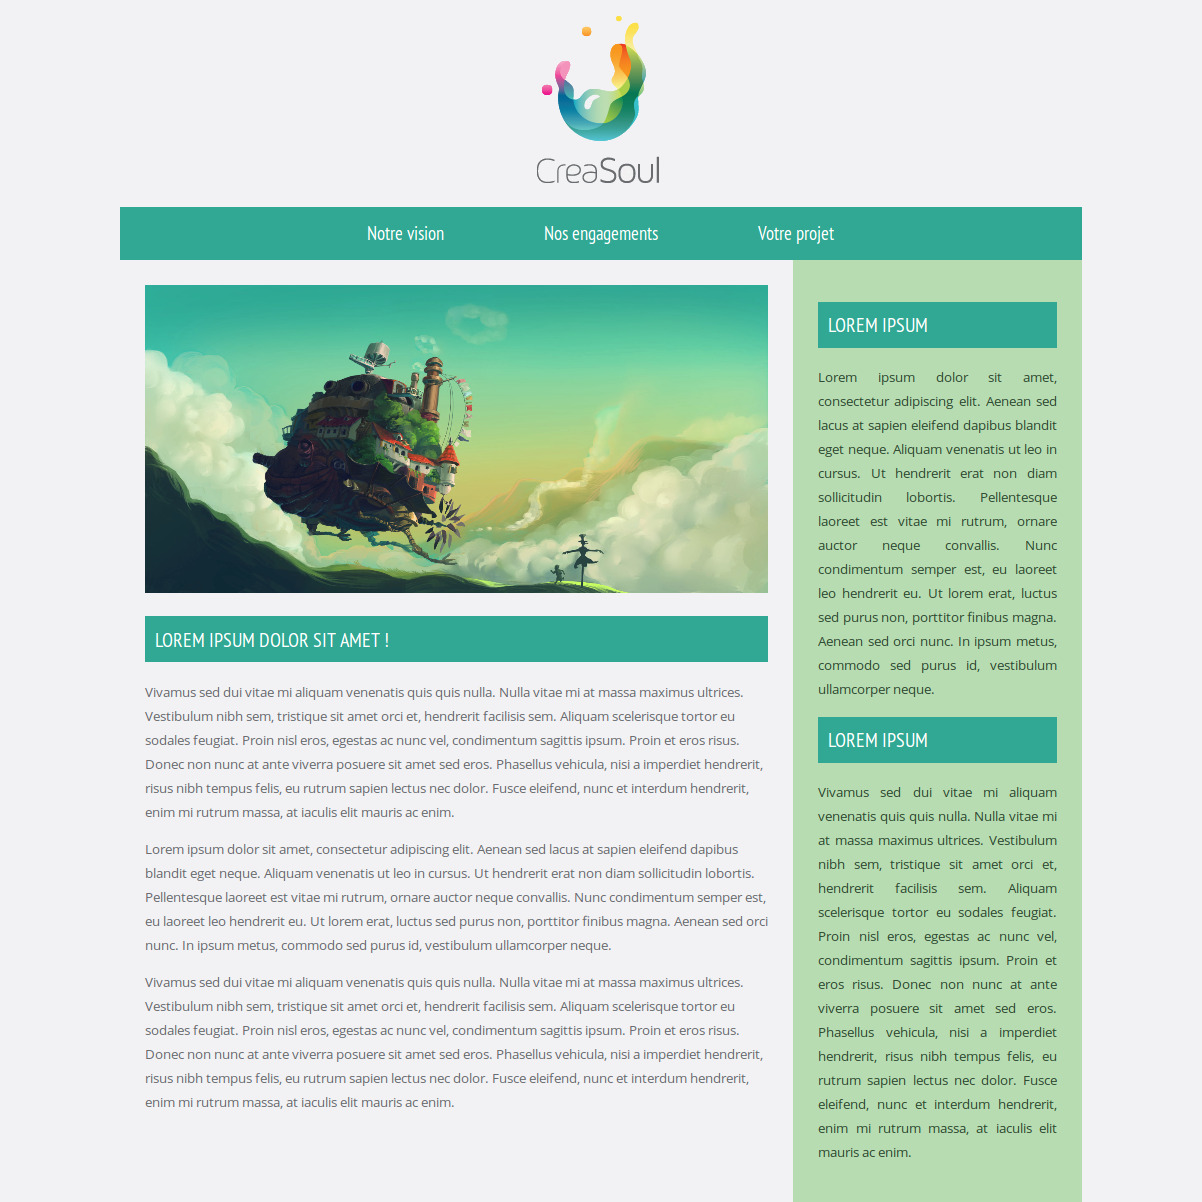 CreaSoul
Notre vision
Nos engagements
Votre projet
LOREM IPSUM DOLOR SIT AMET !
Vivamus sed dui vitae mi aliquam venenatis quis quis nulla. Nulla vitae mi at massa maximus ultrices.
Vestibulum nibh sem, tristique sit amet orci et, hendrerit facilisis sem. Aliquam scelerisque tortor eu
sodales feugiat. Proin nisl eros, egestas ac nunc vel, condimentum sagittis ipsum. Proin et eros risus.
Donec non nunc at ante viverra posuere sit amet sed eros. Phasellus vehicula, nisi a imperdiet hendrerit,
risus nibh tempus felis, eu rutrum sapien lectus nec dolor. Fusce eleifend, nunc et interdum hendrerit,
enim mi rutrum massa, at iaculis elit mauris ac enim.
Lorem ipsum dolor sit amet, consectetur adipiscing elit. Aenean sed lacus at sapien eleifend dapibus
blandit eget neque. Aliquam venenatis ut leo in cursus. Ut hendrerit erat non diam sollicitudin lobortis.
Pellentesque laoreet est vitae mi rutrum, ornare auctor neque convallis. Nunc condimentum semper est,
eu laoreet leo hendrerit eu. Ut lorem erat, luctus sed purus non, porttitor finibus magna. Aenean sed orci
nunc. In ipsum metus, commodo sed purus id, vestibulum ullamcorper neque.
Vivamus sed dui vitae mi aliquam venenatis quis quis nulla. Nulla vitae mi at massa maximus ultrices.
Vestibulum nibh sem, tristique sit amet orci et, hendrerit facilisis sem. Aliquam scelerisque tortor eu
sodales feugiat. Proin nisl eros, egestas ac nunc vel, condimentum sagittis ipsum. Proin et eros risus.
Donec non nunc at ante viverra posuere sit amet sed eros. Phasellus vehicula, nisi a imperdiet hendrerit,
risus nibh tempus felis, eu rutrum sapien lectus nec dolor. Fusce eleifend, nunc et interdum hendrerit,
enim mi rutrum massa, at iaculis elit mauris ac enim.
LOREM IPSUM
Lorem ipsum dolor sit amet,
consectetur adipiscing elit. Aenean sed
lacus at sapien eleifend dapibus blandit
eget neque. Aliquam venenatis ut leo in
cursus. Ut hendrerit erat non diam
sollicitudin lobortis. Pellentesque
laoreet est vitae mi rutrum, ornare
auctor neque convallis. Nunc
condimentum semper est, eu laoreet
leo hendrerit eu. Ut lorem erat, luctus
sed purus non, porttitor finibus magna.
Aenean sed orci nunc. In ipsum metus,
commodo sed purus id, vestibulum
ullamcorper neque.
LOREM IPSUM
Vivamus sed dui vitae mi aliquam
venenatis quis quis nulla. Nulla vitae mi
at massa maximus ultrices. Vestibulum
nibh sem, tristique sit amet orci et,
hendrerit facilisis sem. Aliquam
scelerisque tortor eu sodales feugiat.
Proin nisl eros, egestas ac nunc vel,
condimentum sagittis ipsum. Proin et
eros risus. Donec non nunc at ante
viverra posuere sit amet sed eros.
Phasellus vehicula, nisi a imperdiet
hendrerit, risus nibh tempus felis, eu
rutrum sapien lectus nec dolor. Fusce
eleifend, nunc et interdum hendrerit,
enim mi rutrum massa, at iaculis elit
mauris ac enim.